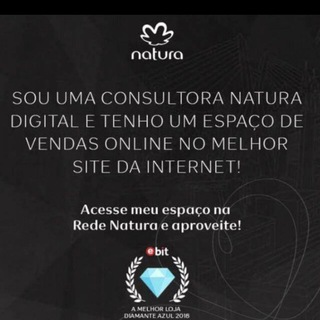 natura
SOU UMA CONSULTORA NATURA
DIGITAL E TENHO UM ESPAÇO DE
VENDAS ONLINE NO MELHOR
SITE DA INTERNET!
Acesse meu espaço na
Rede Natura e aproveite!
ebit
A MELHOR LOJA
DIAMANTE AZUL 2016